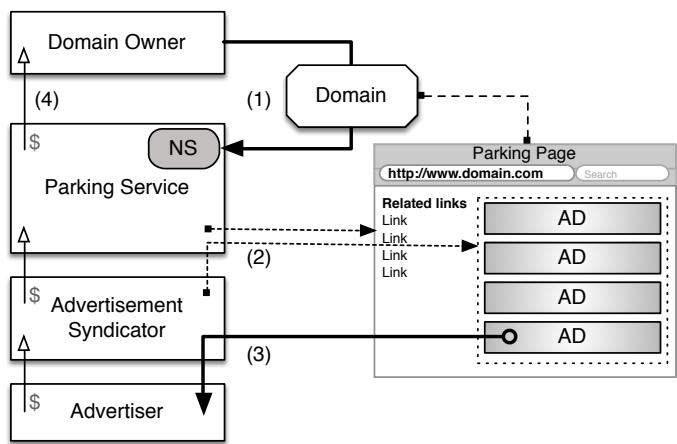 Domain Owner
(4)
(1)
Domain
$
NS
Parking Service
Parking Page
http://www.domain.com
Search
Related links
Link
Link
Link
Link
AD
AD
AD
AD
(2)
$
Advertisement
Syndicator
(3)
$
Advertiser